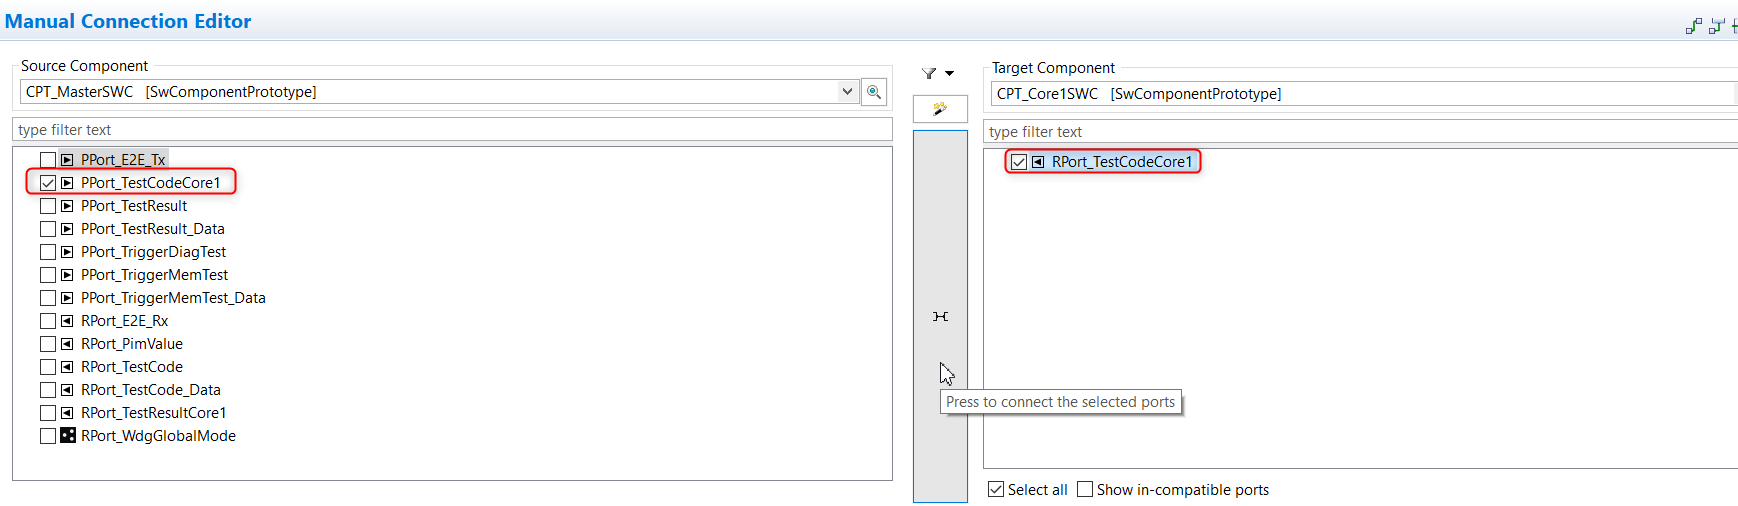 Manual Connection Editor
Source Component
CPT_MasterSWC [SwComponentPrototype]
type filter text
PPort_E2E_Tx
PPort_TestCodeCore1
PPort_TestResult
PPort_TestResult_Data
PPort_TriggerDiagTest
PPort_TriggerMemTest
PPort_TriggerMemTest_Data
RPort_E2E_Rx
RPort_PimValue
RPort_TestCode
RPort_TestCode_Data
RPort_TestResultCore1
RPort_WdgGlobalMode
Press to connect the selected ports
Target Component
CPT_Core1SWC [SwComponentPrototype]
type filter text
RPort_TestCodeCore1
Select all Show in-compatible ports